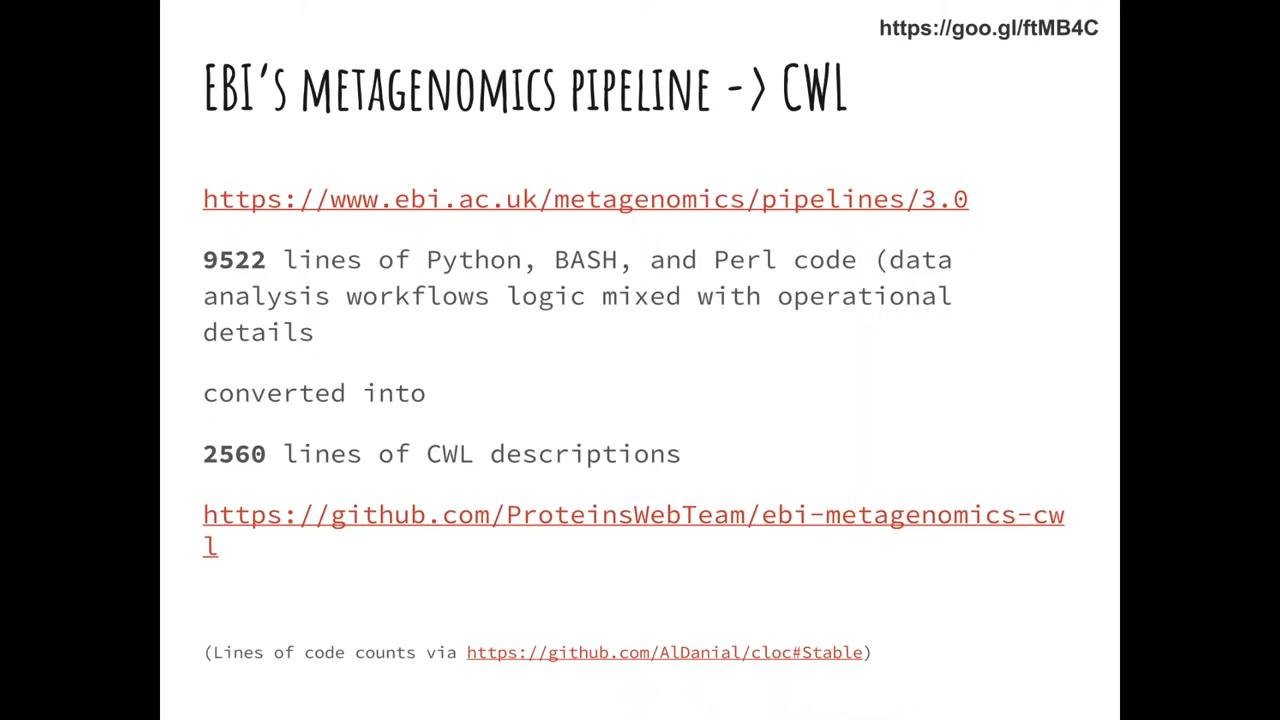 https://goo.gl/ftMB4C
EBI's metagenomics pipeline -> CWL
https://www.ebi.ac.uk/metagenomics/pipelines/3.0
9522 lines of Python, BASH, and Perl code (data
analysis workflows logic mixed with operational
details
converted into
2560 lines of CWL descriptions
https://github.com/ProteinsWebTeam/ebi-metagenomics-cw
l
(Lines of code counts via https://github.com/AlDanial/cloc#Stable)